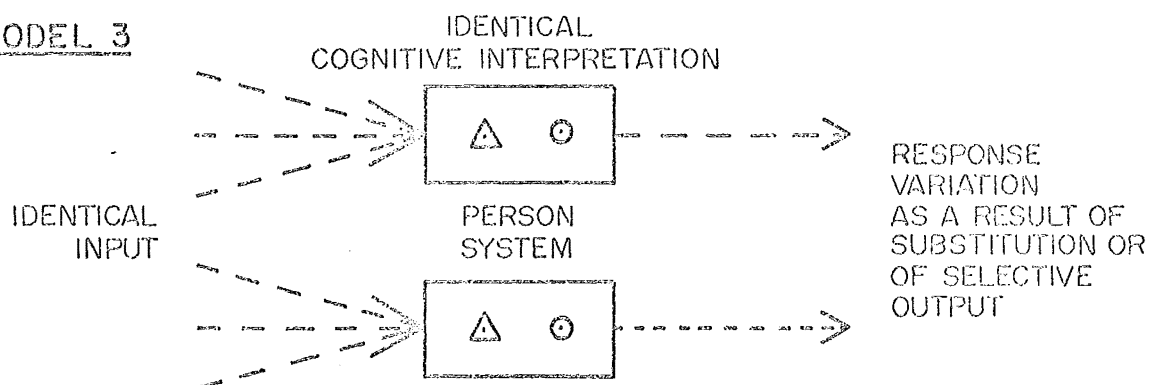 ODEL 3
IDENTICAL
COGNITIVE INTERPRETATION
IDENTICAL
INPUT
PERSON
SYSTEM
RESPONSE
VARIATION
AS A RESULT OF
SUBSTITUTION OR
OF SELECTIVE
OUTPUT